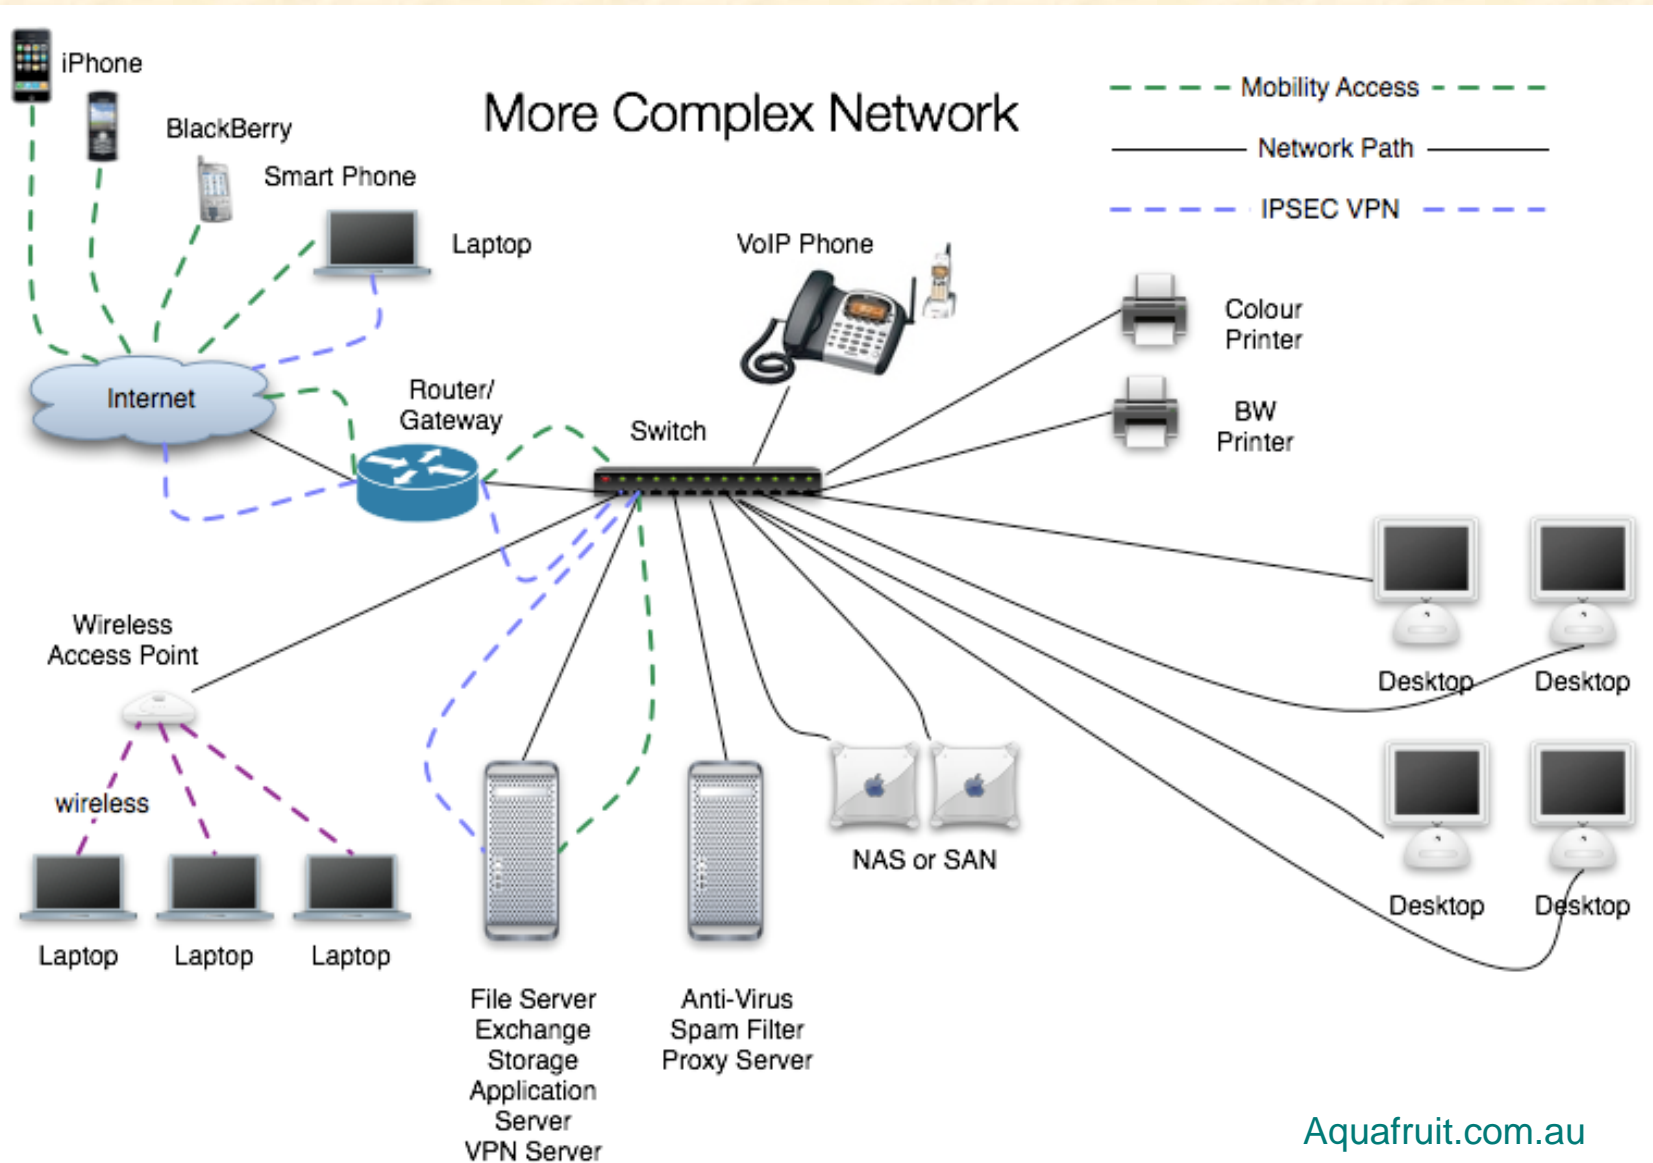 iPhone
BlackBerry
Smart Phone
Laptop
More Complex Network
Mobility Access
Network Path
IPSEC VPN
VoIP Phone
Colour
Printer
BW
Printer
Internet
Router/
Gateway
Switch
Wireless
Access Point
wireless
Laptop
Laptop
Laptop
File Server
Exchange
Storage
Application
Server
VPN Server
Anti-Virus
Spam Filter
Proxy Server
NAS or SAN
Desktop
Desktop
Desktop
Desktop
Aquafruit.com.au